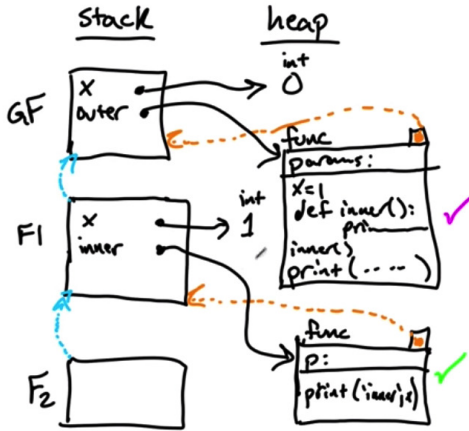 stack
heap
GF
x
outer
int
0
func
params:
x=1
def inner():
pri
inner()
print(.....)
F1
x
inner
int
1
func
p:
F2
print('inner